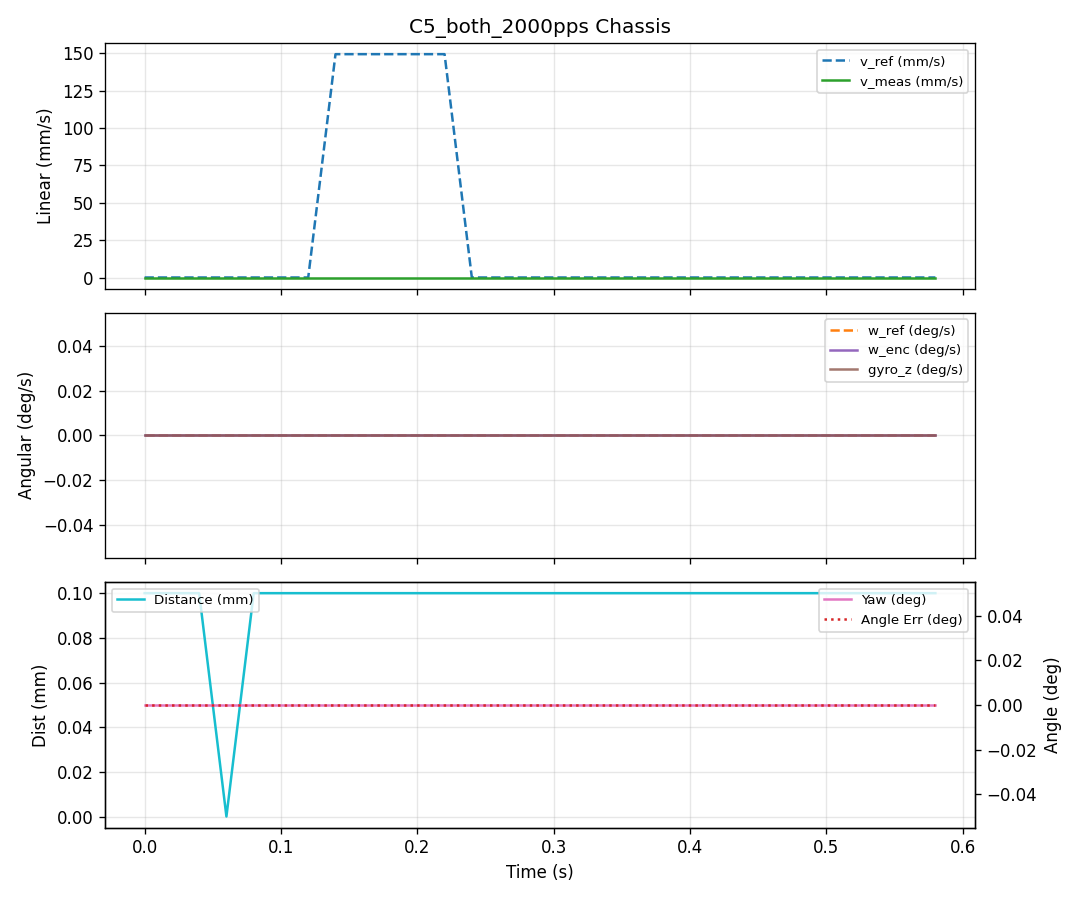 C5_both_2000pps Chassis
150
125
100
75
50
25
0
Linear (mm/s)
v_ref (mm/s)
v_meas (mm/s)
0.04
0.02
0.00
−0.02
−0.04
Angular (deg/s)
w_ref (deg/s)
w_enc (deg/s)
gyro_z (deg/s)
0.10
0.08
0.06
0.04
0.02
0.00
Dist (mm)
Distance (mm)
Yaw (deg)
Angle Err (deg)
0.04
0.02
0.00
−0.02
−0.04
Angle (deg)
0.0 0.1 0.2 0.3 0.4 0.5 0.6
Time (s)